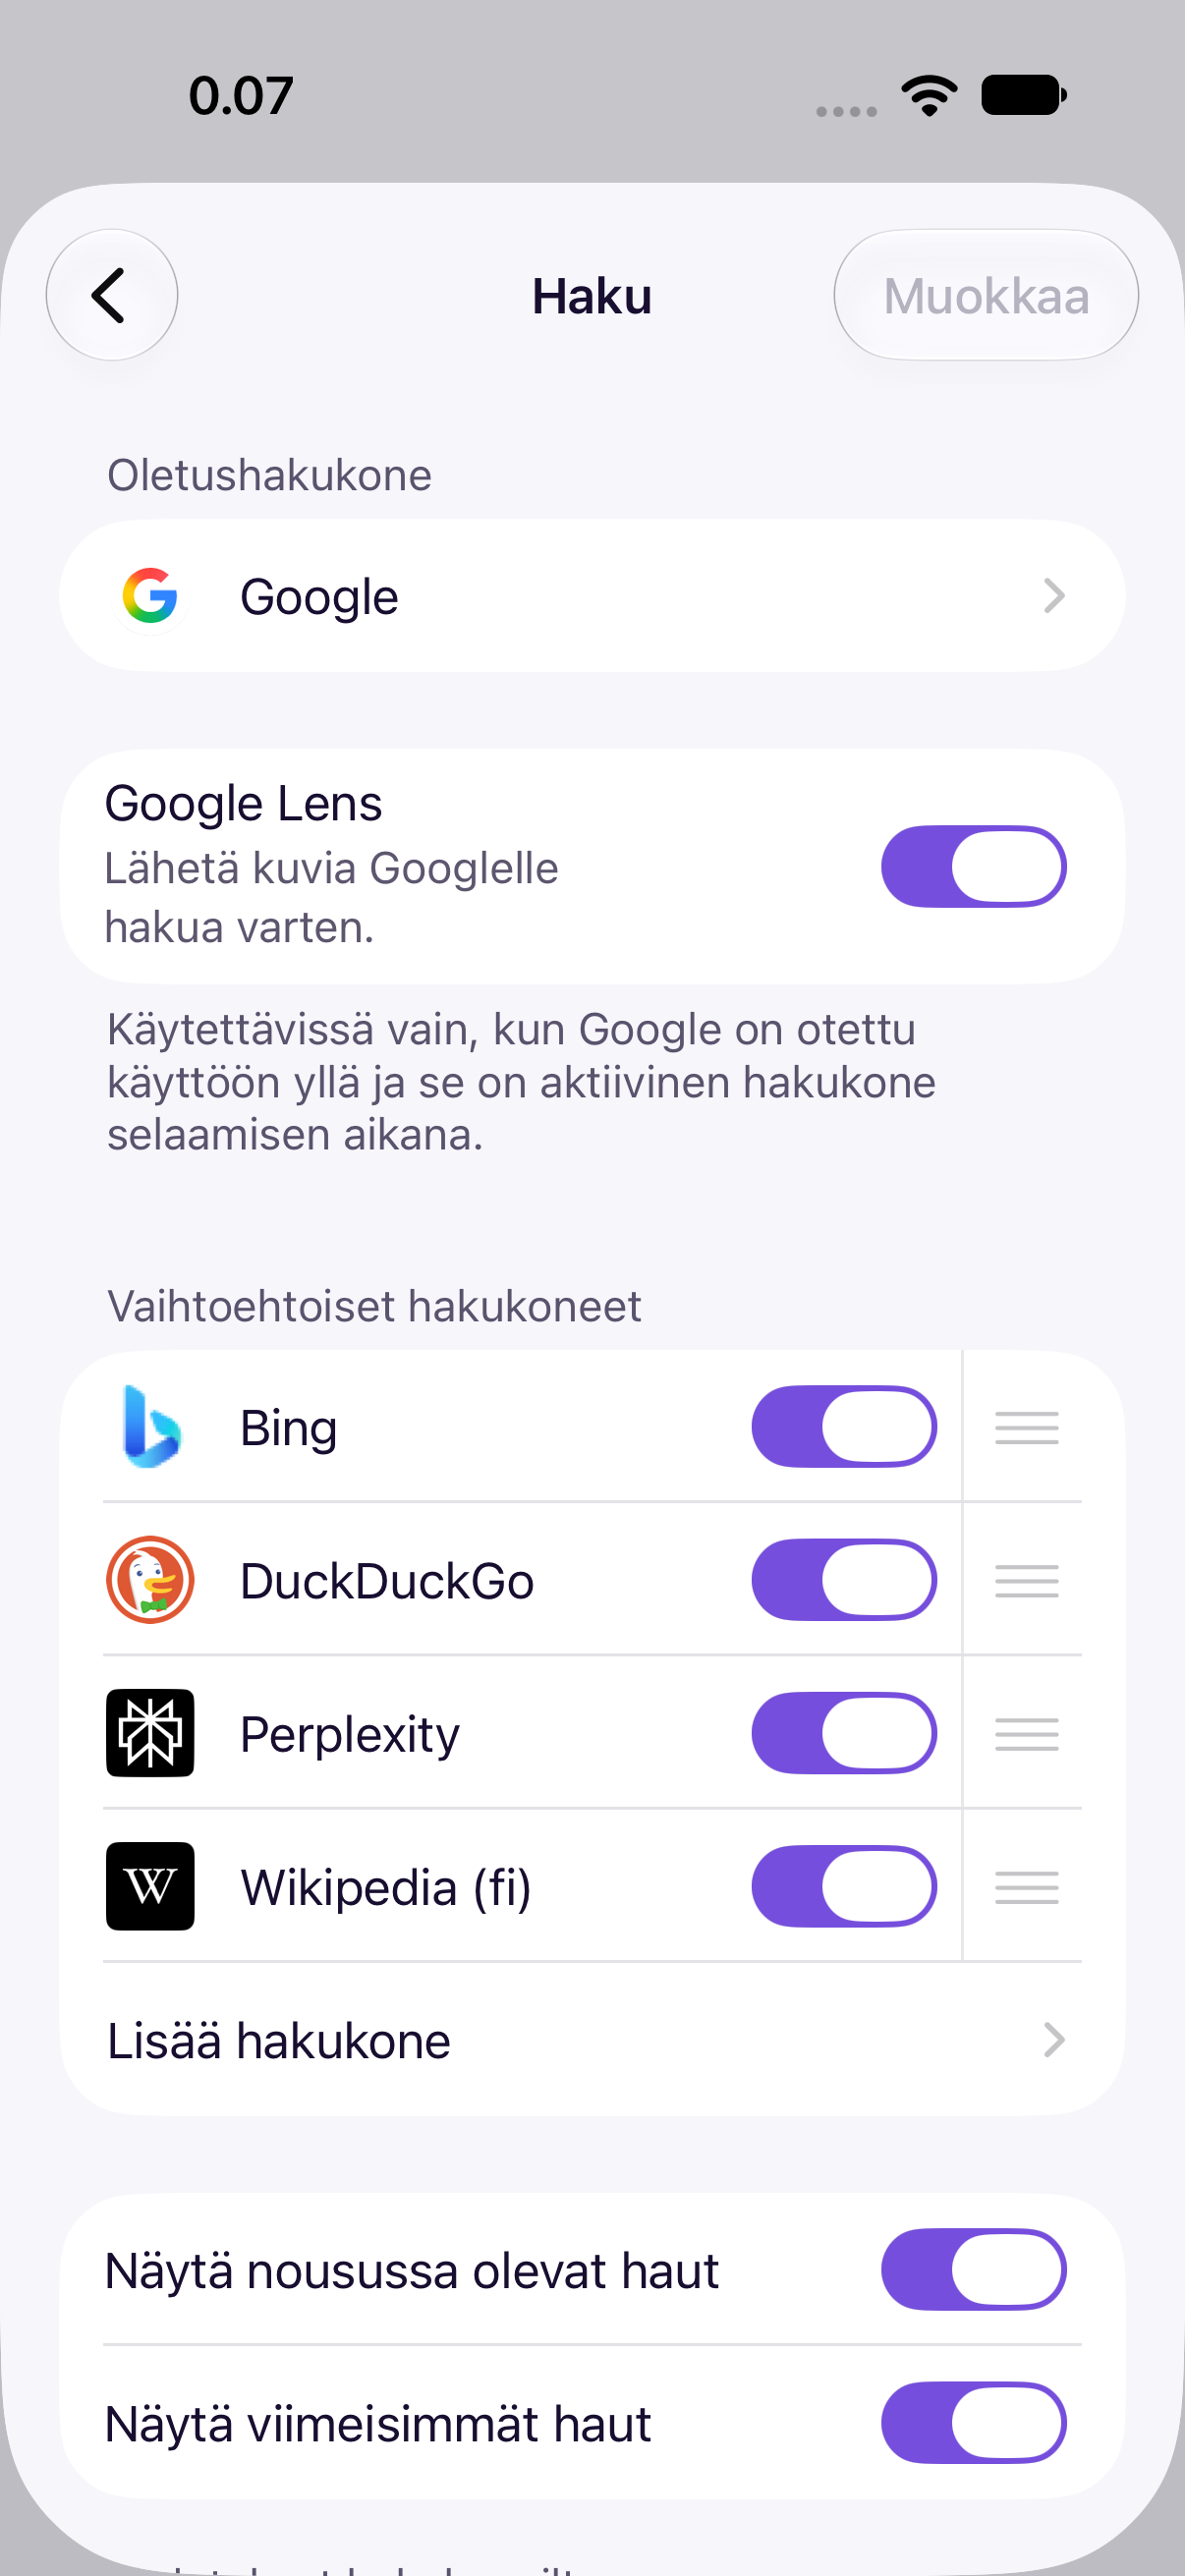 0.07
Haku
Muokkaa
Oletushakukone
Google
Google Lens
Lähetä kuvia Googlelle
hakua varten.
Käytettävissä vain, kun Google on otettu
käyttöön yllä ja se on aktiivinen hakukone
selaamisen aikana.
Vaihtoehtoiset hakukoneet
Bing
DuckDuckGo
Perplexity
W
Wikipedia (fi)
Lisää hakukone
Näytä nousussa olevat haut
Näytä viimeisimmät haut